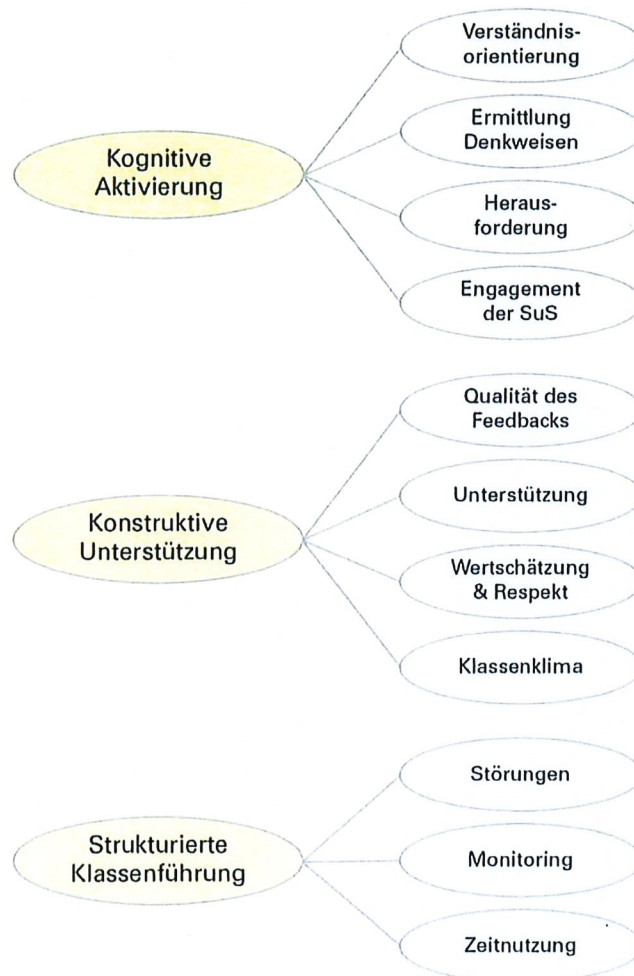 Kognitive
Aktivierung
Verständnis-
orientierung
Ermittlung
Denkweisen
Heraus-
forderung
Engagement
der SuS
Konstruktive
Unterstützung
Qualität des
Feedbacks
Unterstützung
Wertschätzung
& Respekt
Klassenklima
Strukturierte
Klassenführung
Störungen
Monitoring
Zeitnutzung